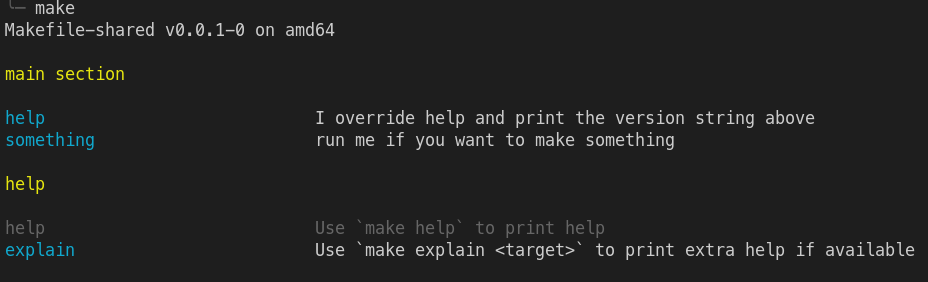 make
Makefile-shared v0.0.1-0 on amd64
main section
help I override help and print the version string above
something run me if you want to make something
help
help Use `make help` to print help
explain Use `make explain <target>` to print extra help if available